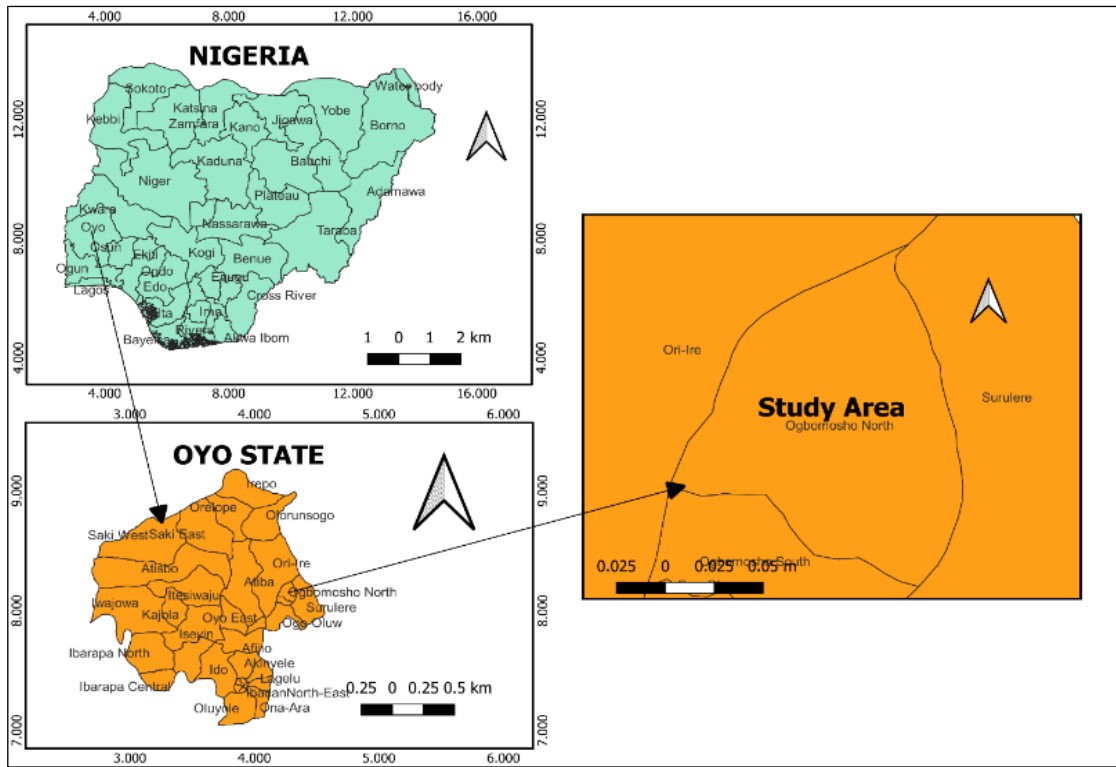 4.000 8.000 12.000 16.000
NIGERIA
12.000
8.000
4.000
12.000
8.000
4.000
Sokoto
Water body
Katsina
Yobe
Kebbi
Zamfara
Kano
Jigawa
Borno
Kaduna
Bauchi
Niger
Plateau
Adamawa
Kwara
Nassarawa
Oyo
Taraba
Osun
Ekiti
Kogi
Benue
Ogun
Ondo
Enugu
Lagos
Edo
Cross River
Delta
Imo
Rivers
Bayelsa
Akwa Ibom
1 0 1 2 km
4.000 8.000 12.000 16.000
3.000 4.000 5.000 6.000
OYO STATE
9.000
8.000
7.000
9.000
8.000
7.000
Irepo
Orelope
Olorunsogo
Saki West
Saki East
Ori-Ire
Atisbo
Atiba
Itesiwaju
Ogbomosho North
Iwajowa
Surulere
Kajola
Oyo East
Ogo Oluw
Iseyin
Ibarapa North
Afijio
Ido
Akinyele
Lagelu
Ibarapa Central
IbadanNorth-East
Oluyole
Ona-Ara
0.25 0 0.25 0.5 km
3.000 4.000 5.000 6.000
Ori-Ire
Surulere
Study Area
Ogbomosho North
Ogbomosho South
0.025 0 0.025 0.05 m